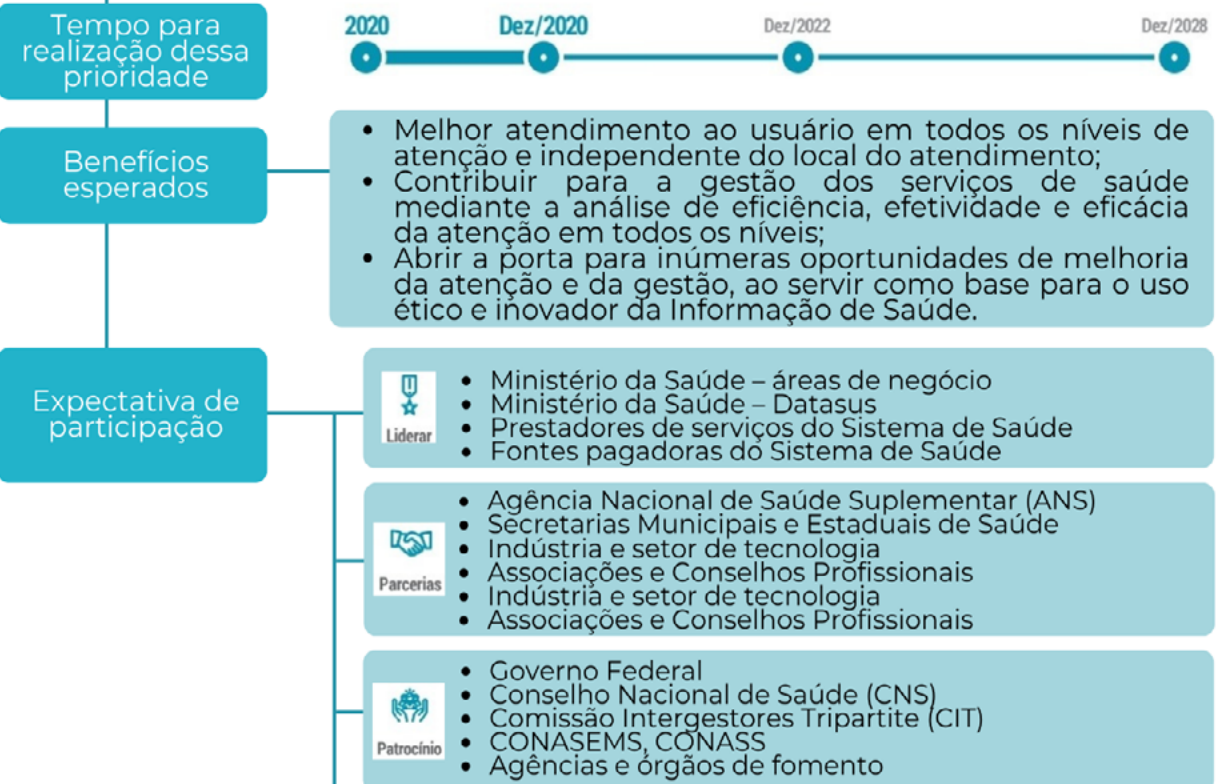 Tempo para
realização dessa
prioridade
2020
Dez/2020
Dez/2022
Dez/2028
Benefícios
esperados
• Melhor atendimento ao usuário em todos os níveis de
atenção e independente do local do atendimento;
• Contribuir para a gestão dos serviços de saúde
mediante a análise de eficiência, efetividade e eficácia
da atenção em todos os níveis;
• Abrir a porta para inúmeras oportunidades de melhoria
da atenção e da gestão, ao servir como base para o uso
ético e inovador da Informação de Saúde.
Expectativa de
participação
Liderar
• Ministério da Saúde – áreas de negócio
• Ministério da Saúde – Datasus
• Prestadores de serviços do Sistema de Saúde
• Fontes pagadoras do Sistema de Saúde
Parcerias
• Agência Nacional de Saúde Suplementar (ANS)
• Secretarias Municipais e Estaduais de Saúde
• Indústria e setor de tecnologia
• Associações e Conselhos Profissionais
• Indústria e setor de tecnologia
• Associações e Conselhos Profissionais
Patrocínio
• Governo Federal
• Conselho Nacional de Saúde (CNS)
• Comissão Intergestores Tripartite (CIT)
• CONASEMS, CONASS
• Agências e órgãos de fomento